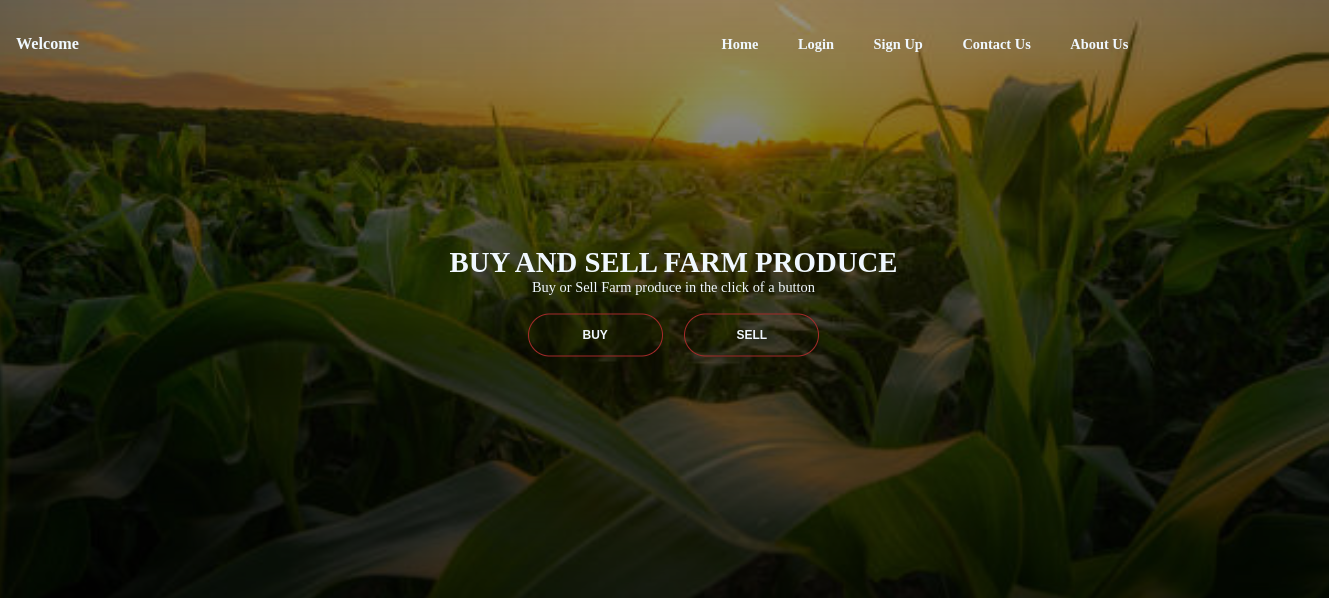 Welcome
Home Login Sign Up Contact Us About Us
BUY AND SELL FARM PRODUCE
Buy or Sell Farm produce in the click of a button
BUY SELL